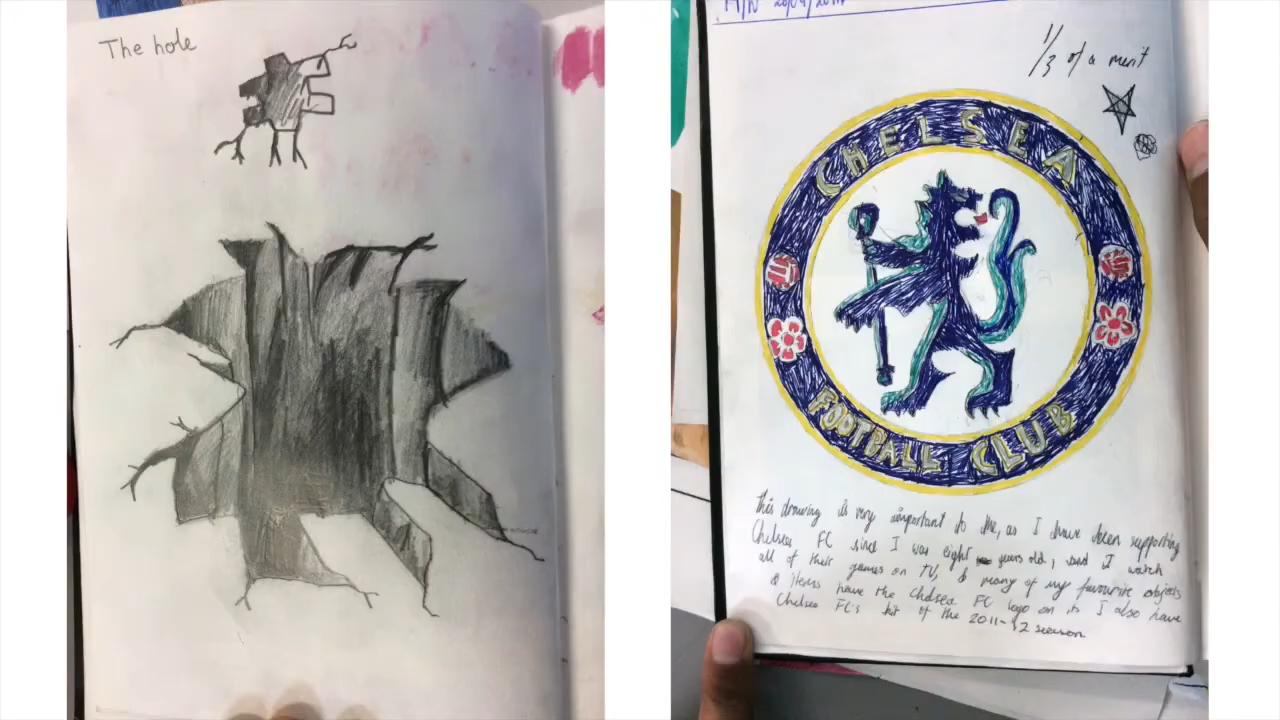 The hole
1/3 of a merit
CHELSEA
FOOTBALL CLUB
This drawing is very important to me, as I have been supporting
Chelsea FC since I was eight years old, and I watch
all of their games on TV, & many of my favourite objects
& items have the Chelsea FC logo on it. I also have
Chelsea FC's kit of the 2011-12 season